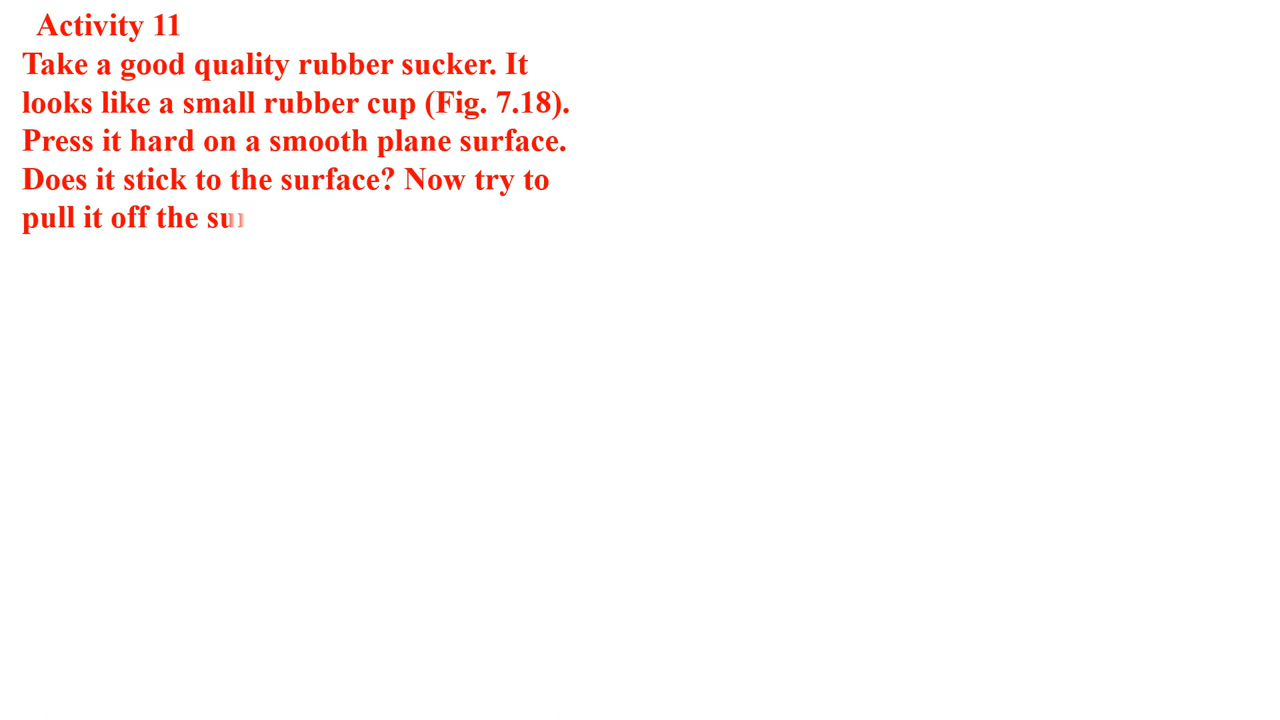 Activity 11
Take a good quality rubber sucker. It
looks like a small rubber cup (Fig. 7.18).
Press it hard on a smooth plane surface.
Does it stick to the surface? Now try to
pull it off the